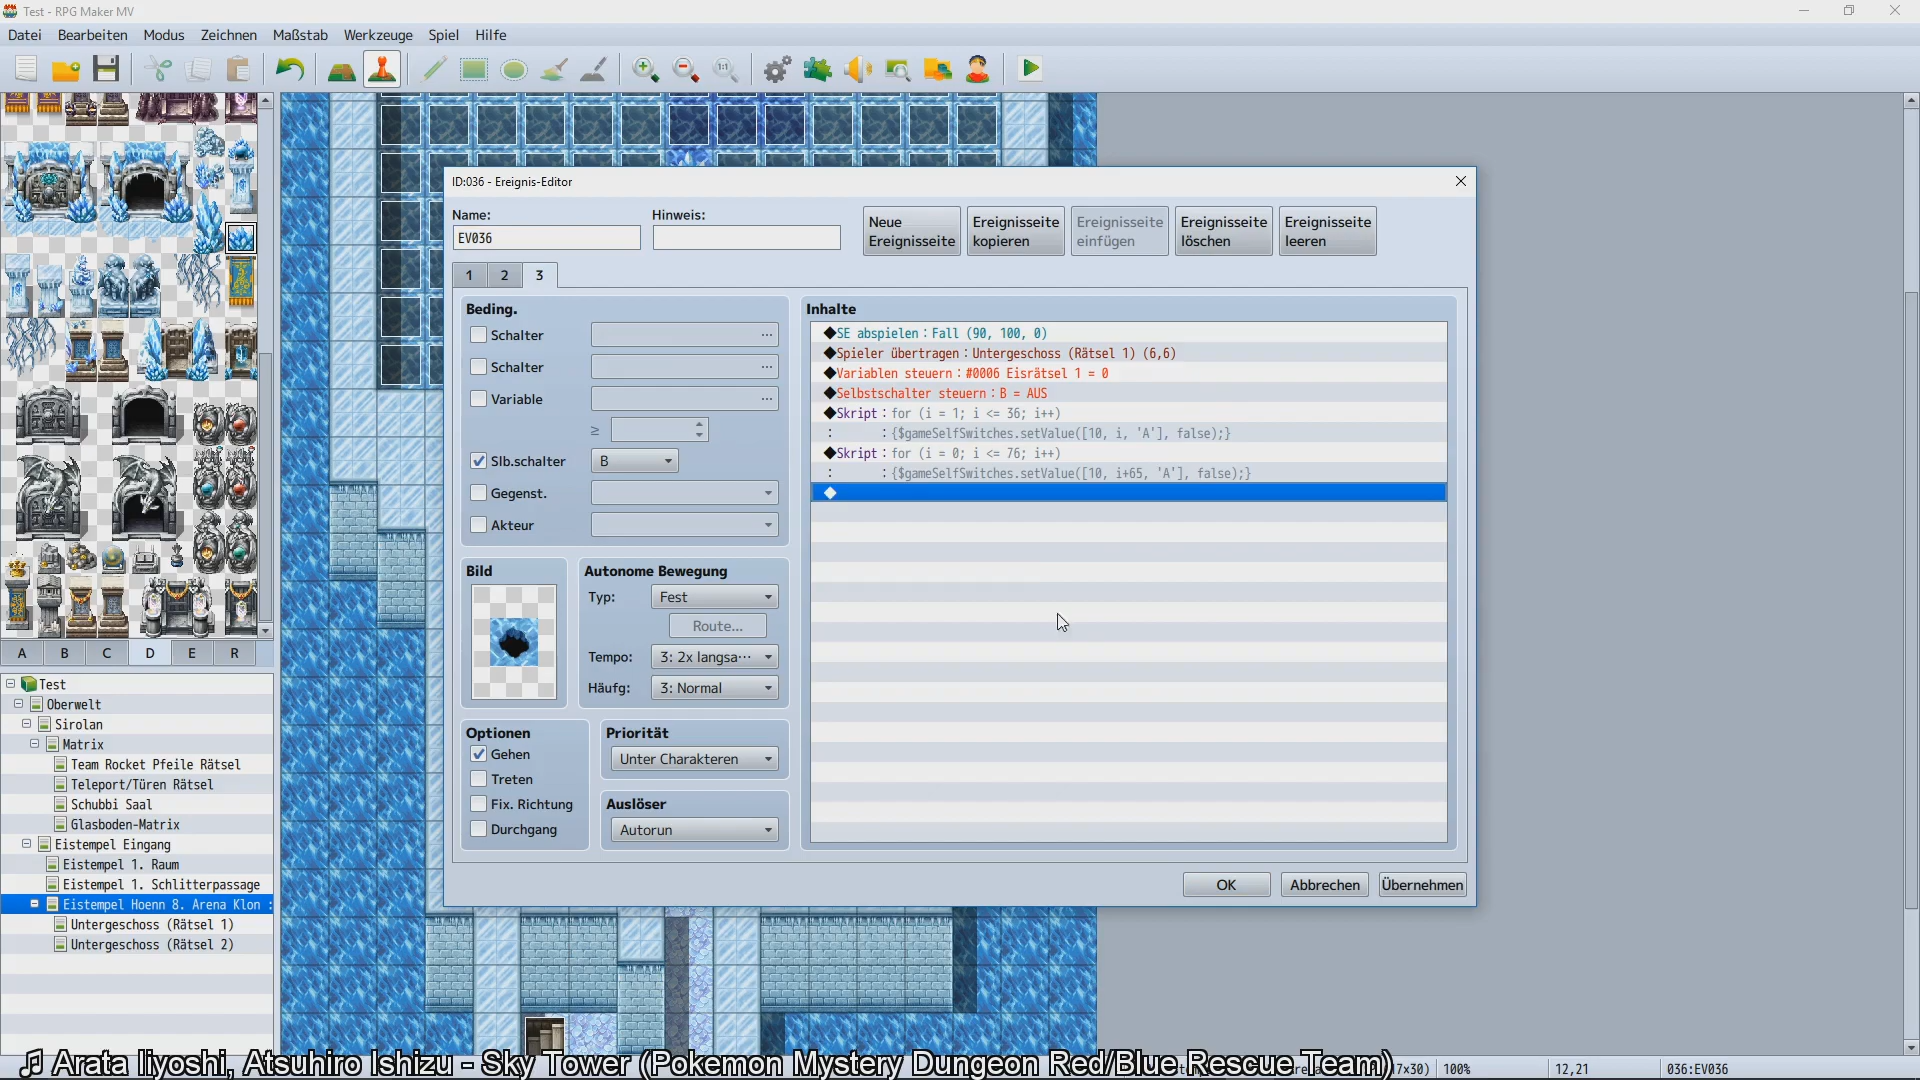 Test - RPG Maker MV
Datei Bearbeiten Modus Zeichnen Maßstab Werkzeuge Spiel Hilfe
1:1
ID:036 - Ereignis-Editor
Name:
EV036
Hinweis:
Neue Ereignisseite
Ereignisseite kopieren
Ereignisseite einfügen
Ereignisseite löschen
Ereignisseite leeren
1 2 3
Beding.
Schalter ...
Schalter ...
Variable ...
≥
Slb.schalter B
Gegenst.
Akteur
Bild
Autonome Bewegung
Typ: Fest
Route...
Tempo: 3: 2x langsa...
Häufg: 3: Normal
Optionen
Gehen
Treten
Fix. Richtung
Durchgang
Priorität
Unter Charakteren
Auslöser
Autorun
Inhalte
◆SE abspielen : Fall (90, 100, 0)
◆Spieler übertragen : Untergeschoss (Rätsel 1) (6,6)
◆Variablen steuern : #0006 Eisrätsel 1 = 0
◆Selbstschalter steuern : B = AUS
◆Skript : for (i = 1; i <= 36; i++)
: : {$gameSelfSwitches.setValue([10, i, 'A'], false);}
◆Skript : for (i = 0; i <= 76; i++)
: : {$gameSelfSwitches.setValue([10, i+65, 'A'], false);}
◆
OK Abbrechen Übernehmen
A B C D E R
Test
Oberwelt
Sirolan
Matrix
Team Rocket Pfeile Rätsel
Teleport/Türen Rätsel
Schubbi Saal
Glasboden-Matrix
Eistempel Eingang
Eistempel 1. Raum
Eistempel 1. Schlitterpassage
Eistempel Hoenn 8. Arena Klon :
Untergeschoss (Rätsel 1)
Untergeschoss (Rätsel 2)
♫ Arata Iiyoshi, Atsuhiro Ishizu - Sky Tower (Pokemon Mystery Dungeon Red/Blue Rescue Team)
7x30) 100% 12,21 036:EV036